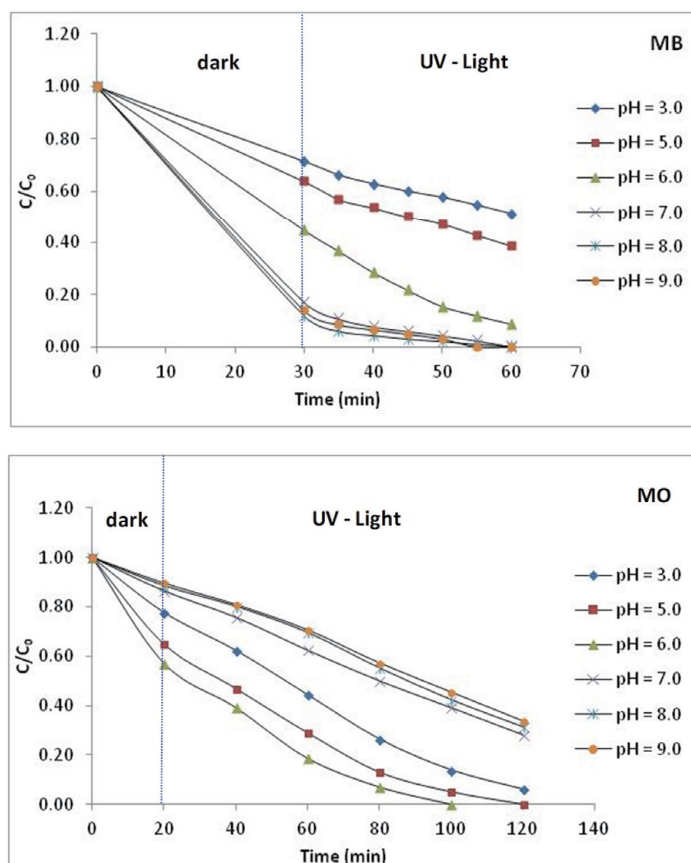 1.20
1.00
0.80
0.60
0.40
0.20
0.00
C/C₀
dark
UV - Light
MB
pH = 3.0
pH = 5.0
pH = 6.0
pH = 7.0
pH = 8.0
pH = 9.0
0 10 20 30 40 50 60 70
Time (min)
1.20
1.00
0.80
0.60
0.40
0.20
0.00
C/C₀
dark
UV - Light
MO
pH = 3.0
pH = 5.0
pH = 6.0
pH = 7.0
pH = 8.0
pH = 9.0
0 20 40 60 80 100 120 140
Time (min)